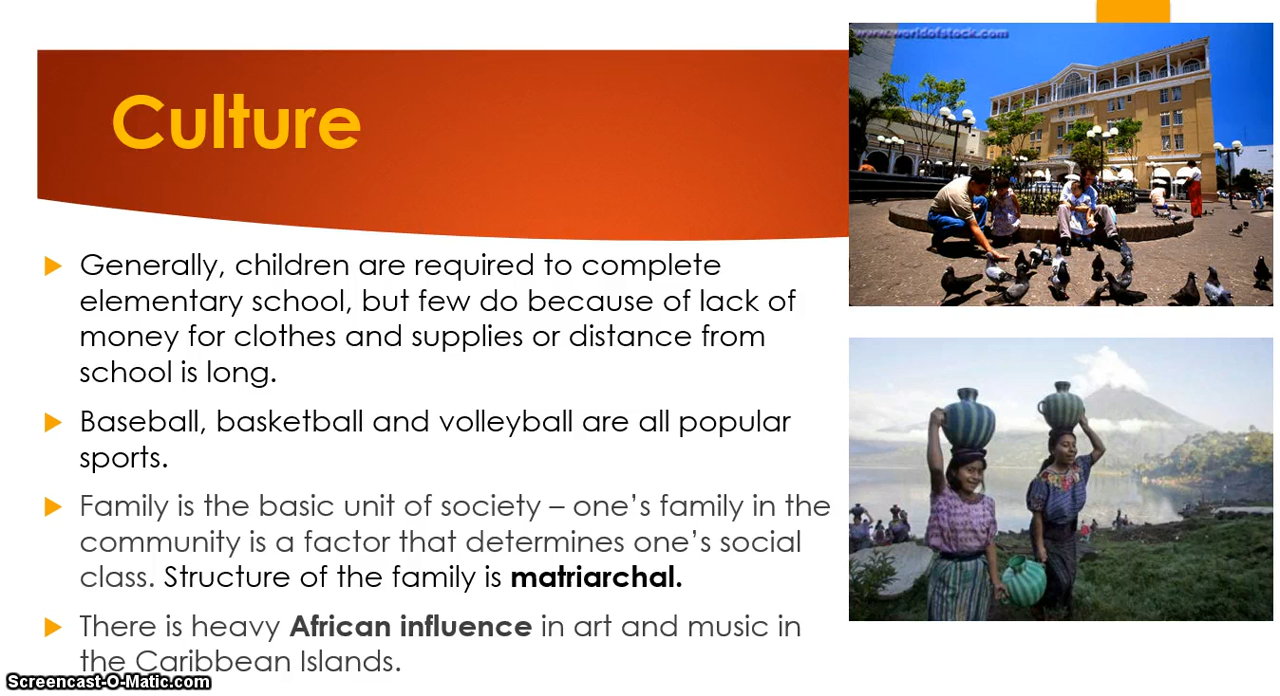 www.worldofstock.com
Culture
Generally, children are required to complete
elementary school, but few do because of lack of
money for clothes and supplies or distance from
school is long.
Baseball, basketball and volleyball are all popular
sports.
Family is the basic unit of society – one’s family in the
community is a factor that determines one’s social
class. Structure of the family is matriarchal.
There is heavy African influence in art and music in
the Caribbean Islands.
Screencast-O-Matic.com